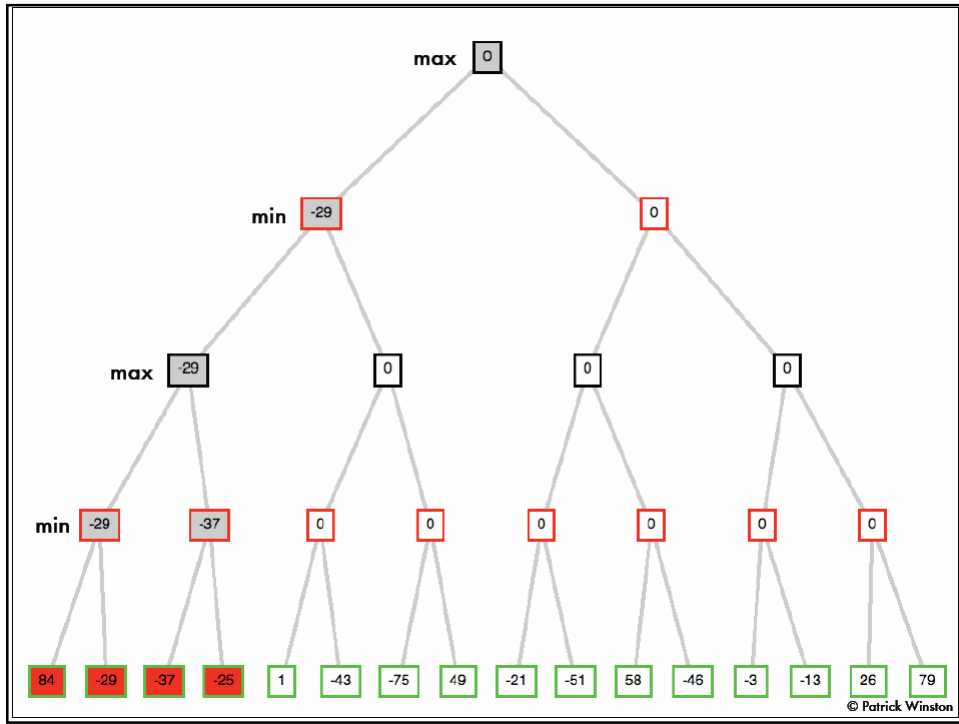 max 0
min -29 0
max -29 0 0 0
min -29 -37 0 0 0 0 0 0
84 -29 -37 -25 1 -43 -75 49 -21 -51 58 -46 -3 -13 26 79
© Patrick Winston